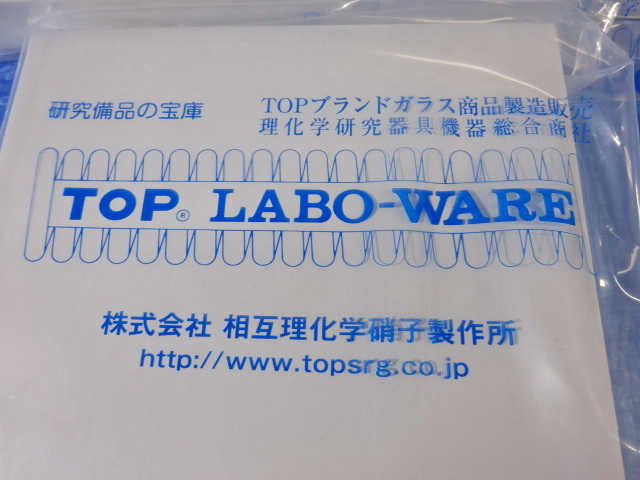 研究備品の宝庫
TOPブランドガラス商品製造販売
理化学研究器具機器総合商社
TOP® LABO-WARE
株式会社 相互理化学硝子製作所
http://www.topsrg.co.jp